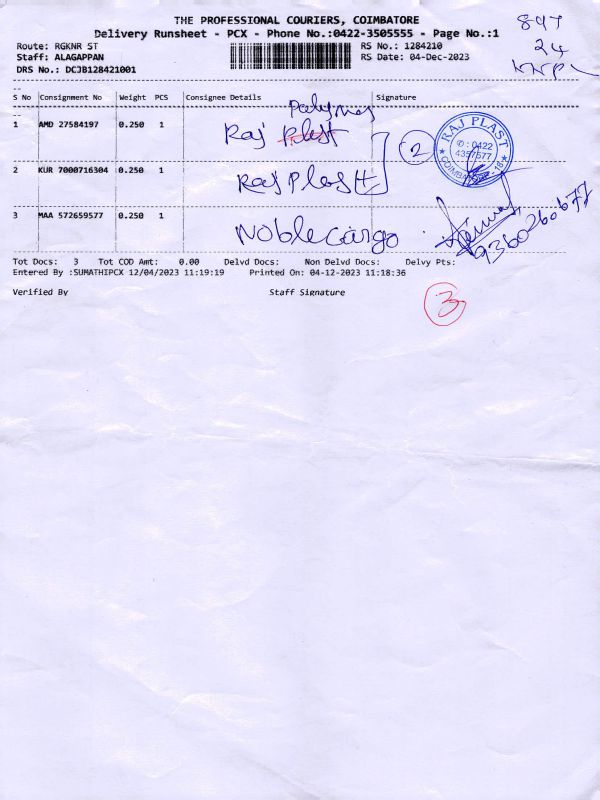 THE PROFESSIONAL COURIERS, COIMBATORE
Delivery Runsheet - PCX - Phone No.:0422-3505555 - Page No.:1
Route: RGKNR ST
RS No.: 1284210
Staff: ALAGAPPAN
RS Date: 04-Dec-2023
DRS No.: DCJB128421001
897
24
S No Consignment No Weight PCS Consignee Details Signature
Polymers
1 AMD 27584197 0.250 1 Raj Plast
2
RAJ PLAST
✆: 0422
4357577
2 KUR 7000716304 0.250 1 Raj Plast
3 MAA 572659577 0.250 1 Noble cargo
9360260677
Tot Docs: 3 Tot COD Amt: 0.00 Delvd Docs: Non Delvd Docs: Delvy Pts:
Entered By :SUMATHIPCX 12/04/2023 11:19:19 Printed On: 04-12-2023 11:18:36
Verified By Staff Signature
3